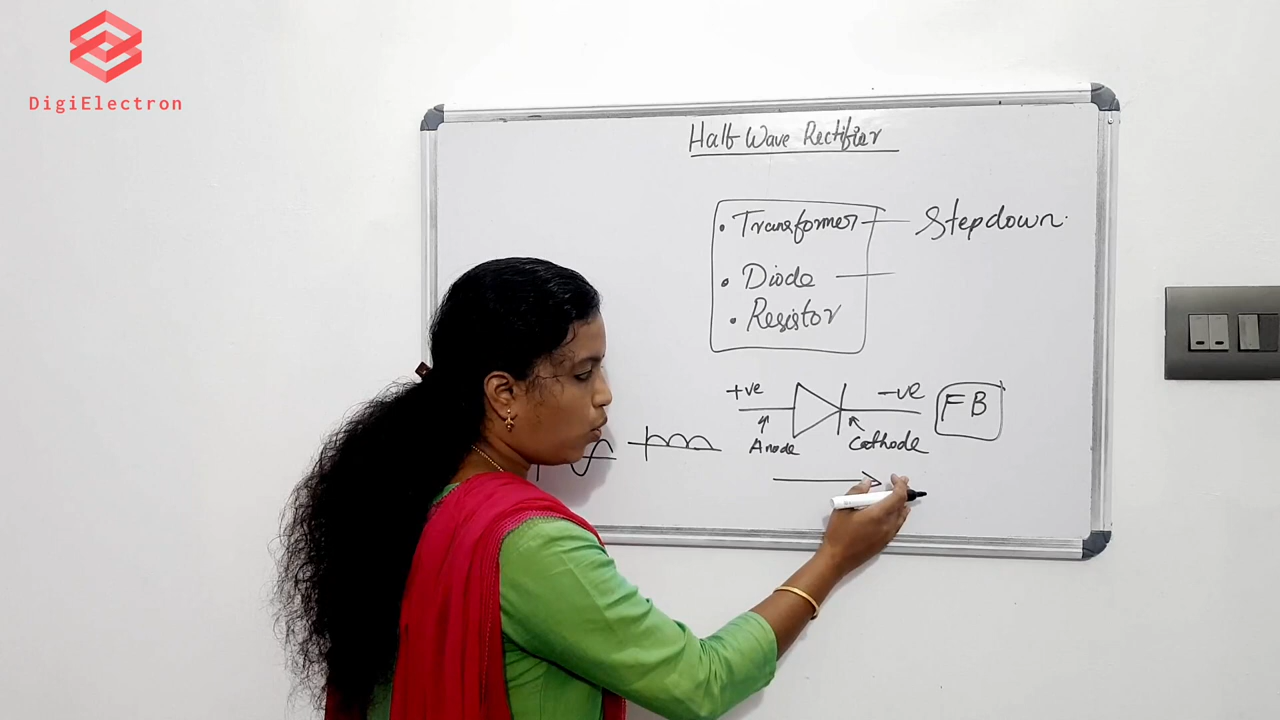 DigiElectron
Half Wave Rectifier
• Transformer — Stepdown.
• Diode —
• Resistor
+ve -ve FB
Anode Cathode